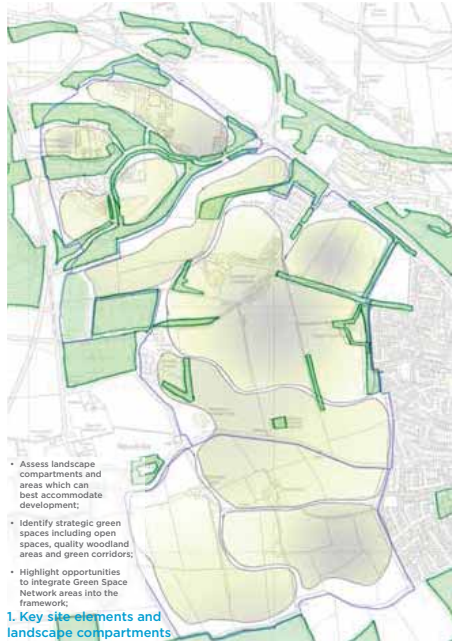 • Assess landscape
compartments and
areas which can
best accommodate
development;
• Identify strategic green
spaces including open
spaces, quality woodland
areas and green corridors;
• Highlight opportunities
to integrate Green Space
Network areas into the
framework;
1. Key site elements and
landscape compartments